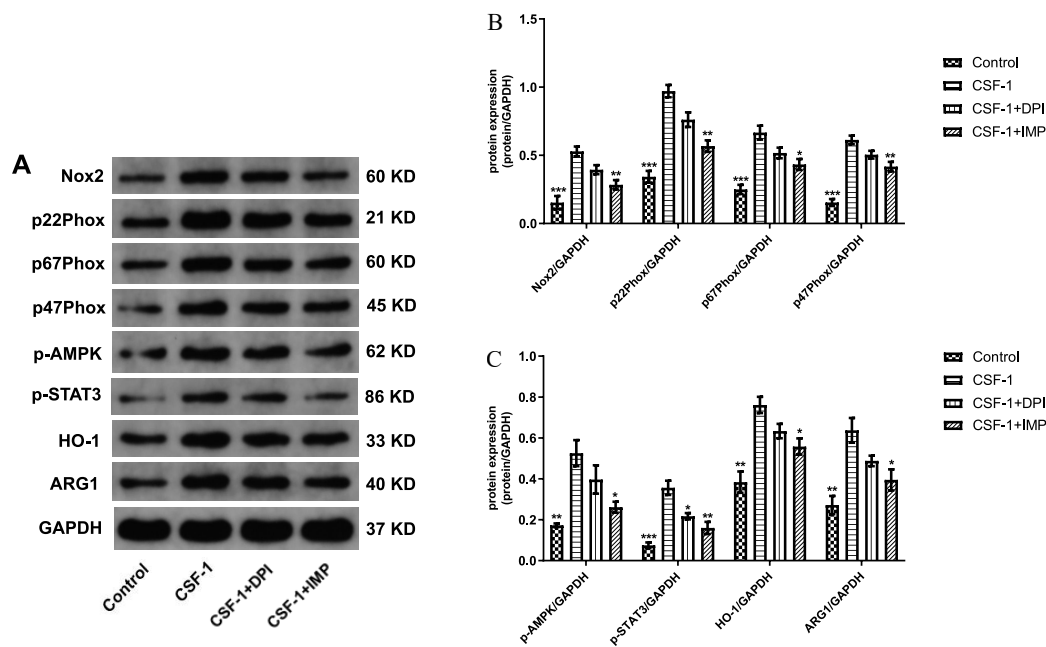 A
Nox2 60 KD
p22Phox 21 KD
p67Phox 60 KD
p47Phox 45 KD
p-AMPK 62 KD
p-STAT3 86 KD
HO-1 33 KD
ARG1 40 KD
GAPDH 37 KD
Control CSF-1 CSF-1+DPI CSF-1+IMP
B
protein expression
(protein/GAPDH)
1.5
1.0
0.5
0.0
*** ** *** ** *** * *** **
Nox2/GAPDH p22Phox/GAPDH p67Phox/GAPDH p47Phox/GAPDH
Control
CSF-1
CSF-1+DPI
CSF-1+IMP
C
protein expression
(protein/GAPDH)
1.0
0.8
0.6
0.4
0.2
0.0
** * *** * ** ** * ** *
p-AMPK/GAPDH p-STAT3/GAPDH HO-1/GAPDH ARG1/GAPDH
Control
CSF-1
CSF-1+DPI
CSF-1+IMP